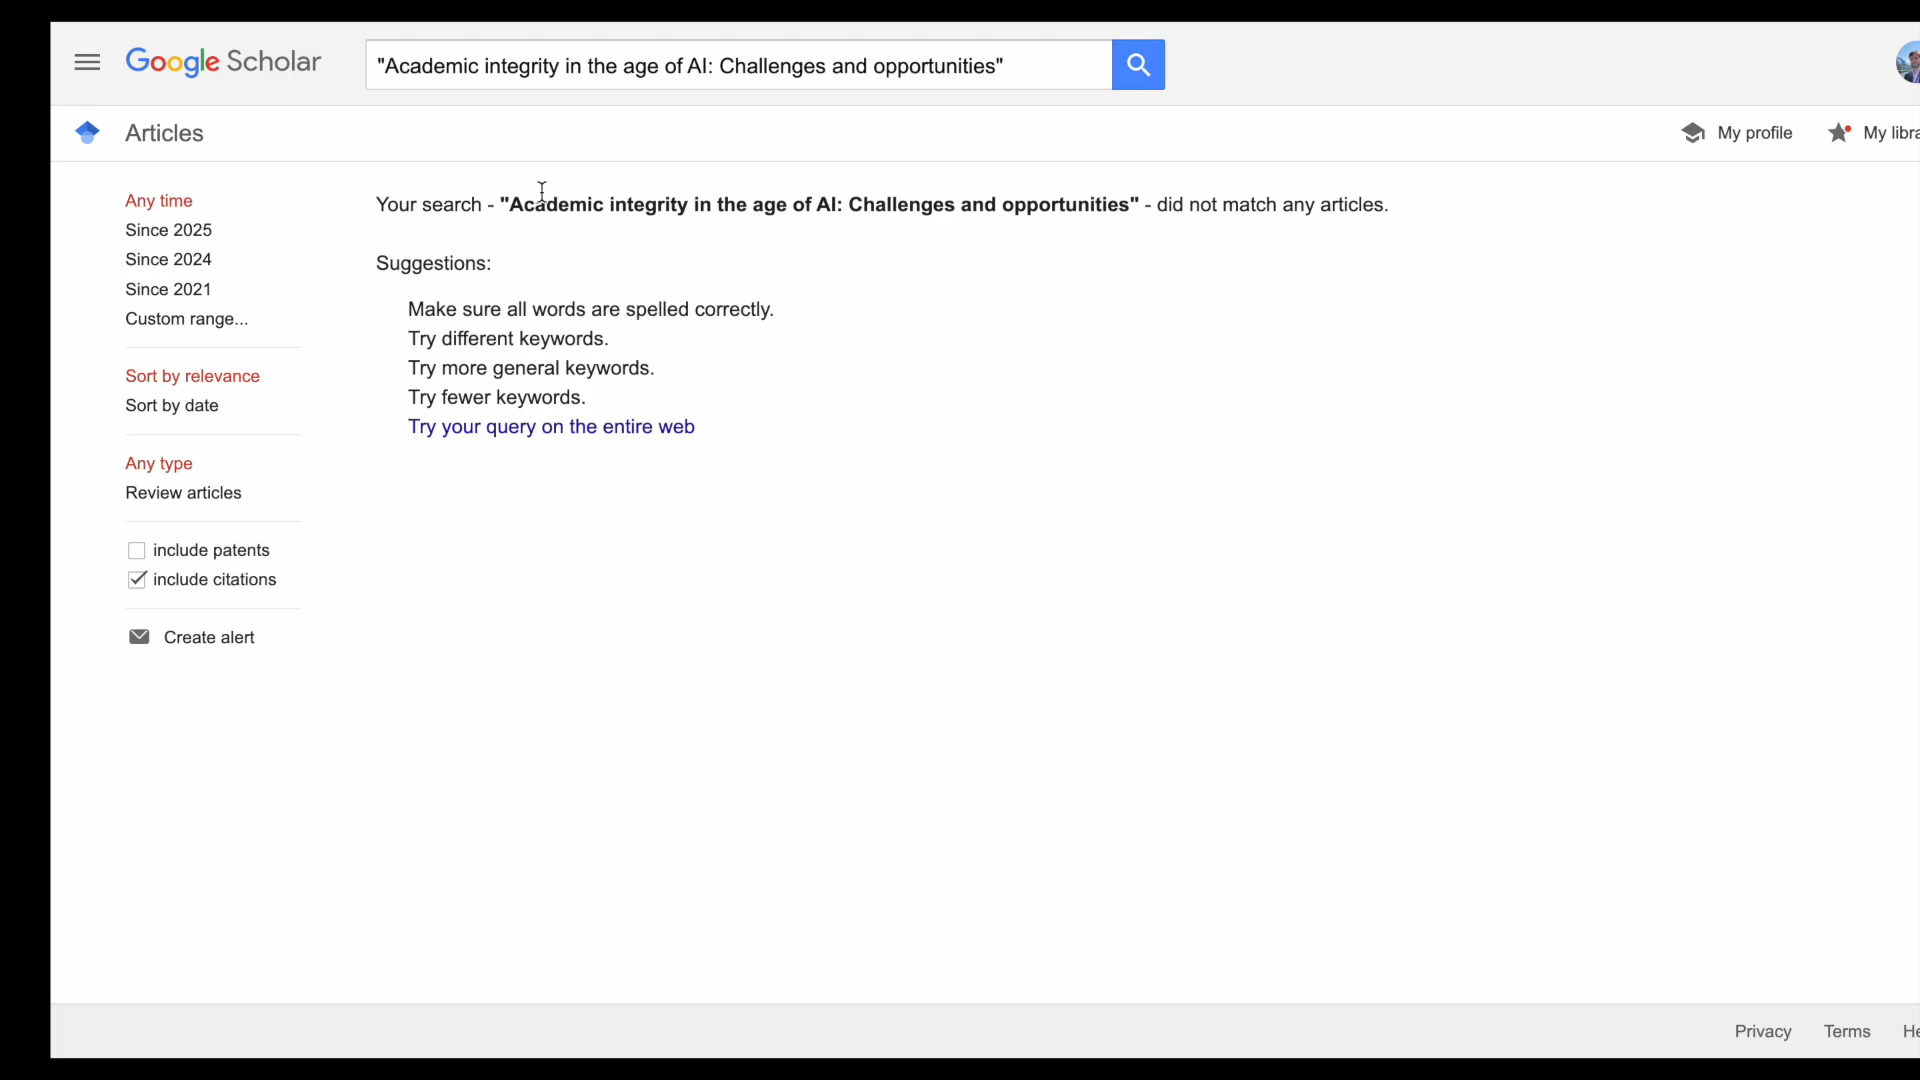 Google Scholar
"Academic integrity in the age of AI: Challenges and opportunities"
Articles
My profile
My libra
Any time
Since 2025
Since 2024
Since 2021
Custom range...
Sort by relevance
Sort by date
Any type
Review articles
include patents
include citations
Create alert
Your search - "Academic integrity in the age of AI: Challenges and opportunities" - did not match any articles.
Suggestions:
Make sure all words are spelled correctly.
Try different keywords.
Try more general keywords.
Try fewer keywords.
Try your query on the entire web
Privacy
Terms
He